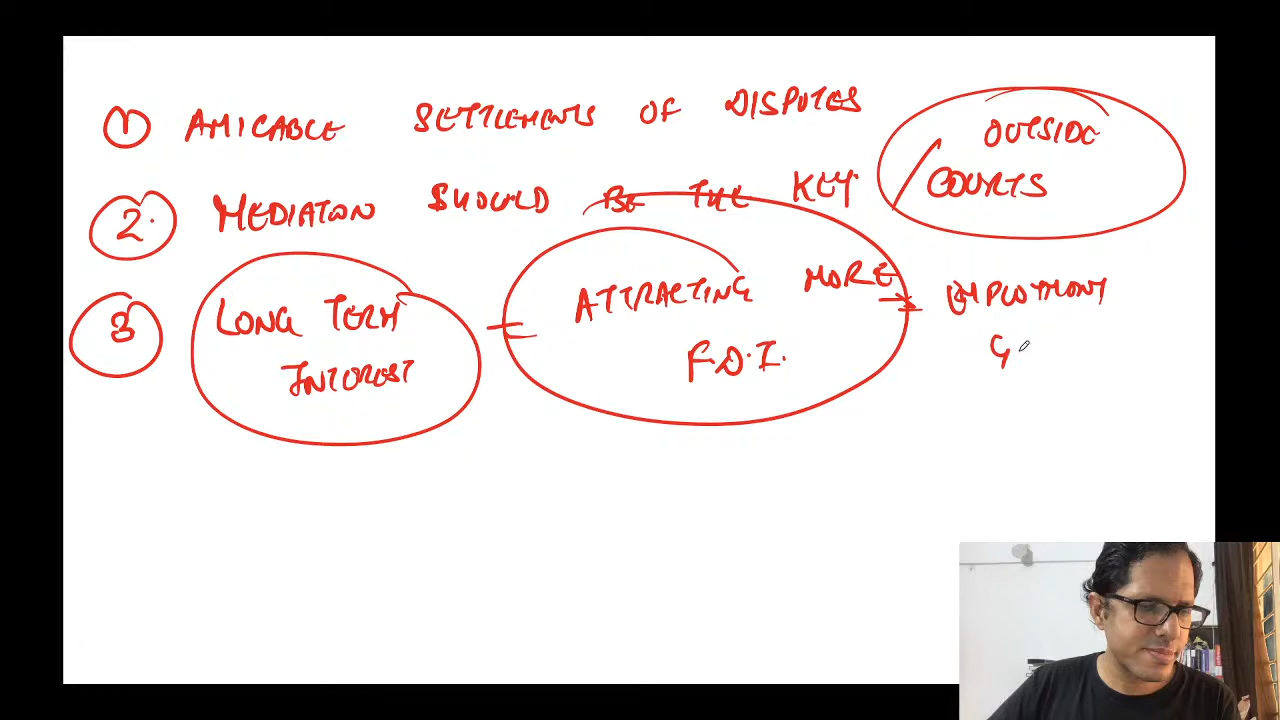 1 AMICABLE SETTLEMENTS OF DISPUTES OUTSIDE
/COURTS
2. MEDIATION SHOULD BE THE KEY
3 LONG TERM INTEREST - ATTRACTING MORE F.D.I. → EMPLOYMENT
G